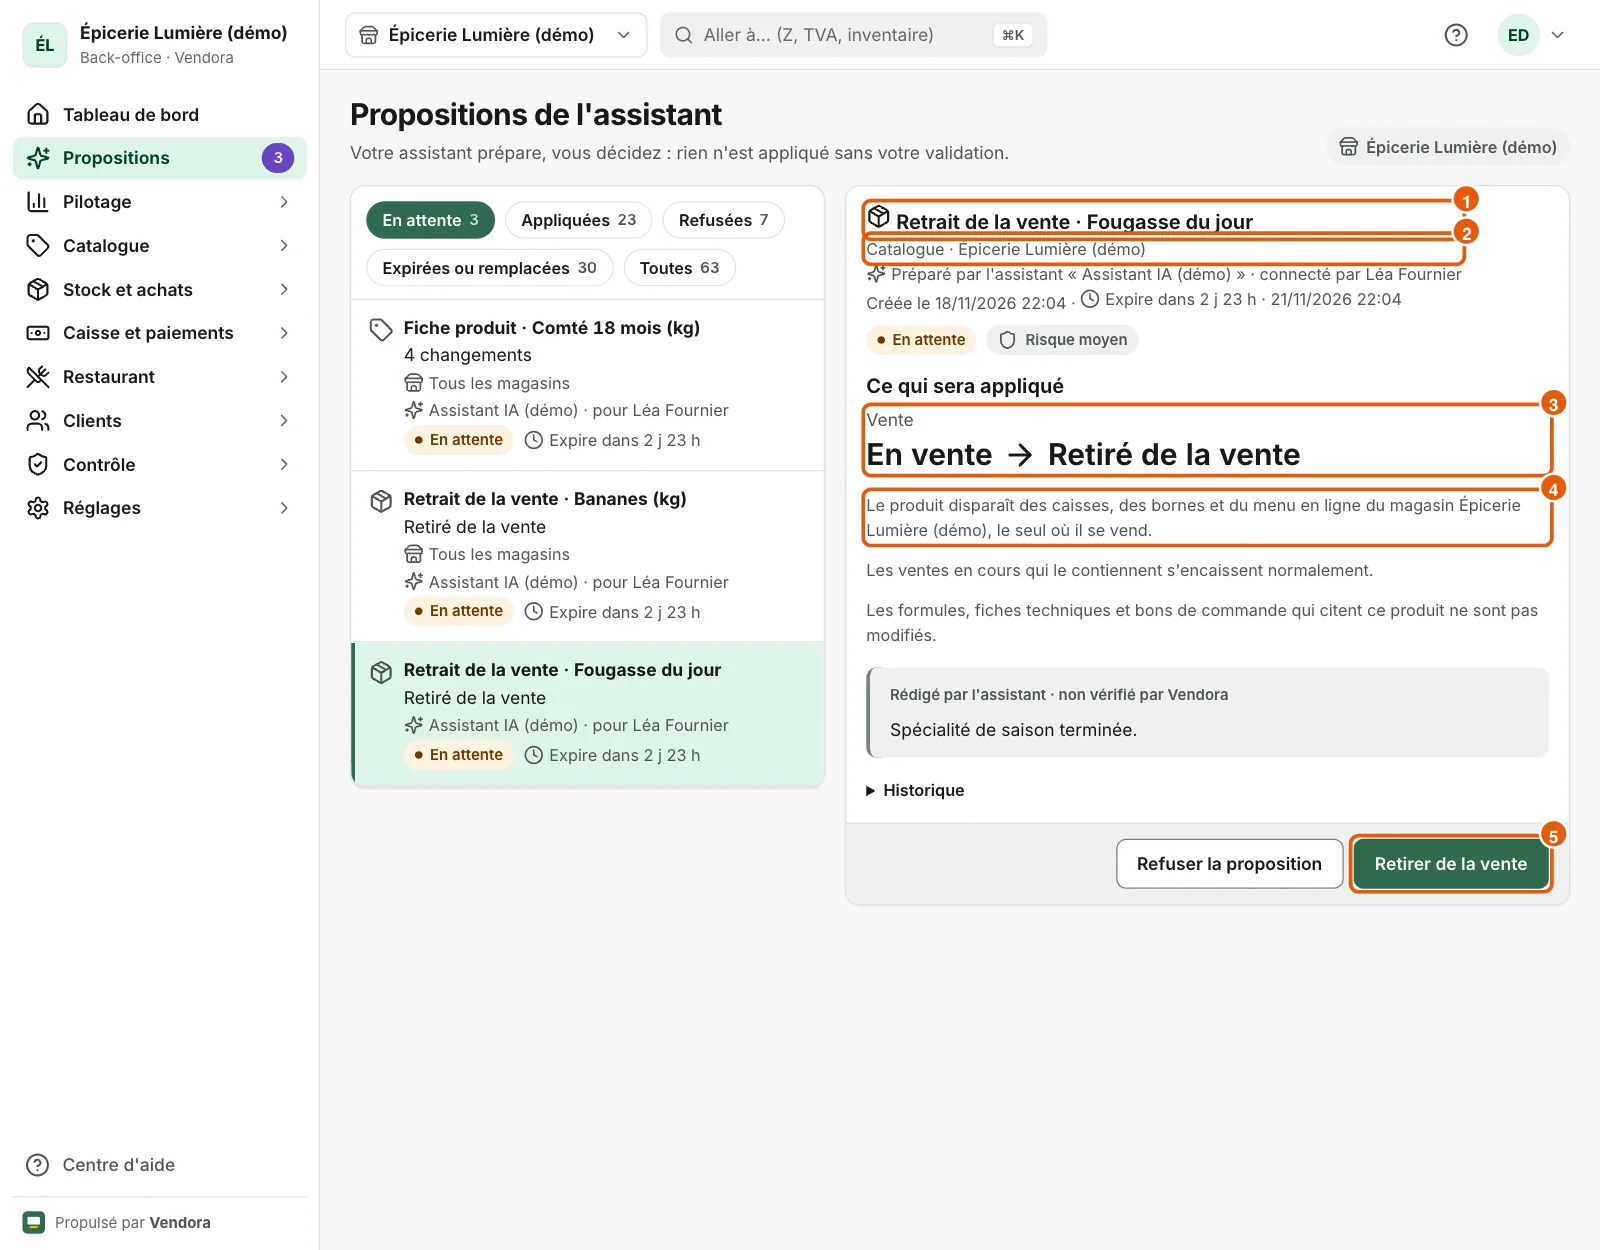 ÉL
Épicerie Lumière (démo)
Back-office · Vendora
Tableau de bord
Propositions 3
Pilotage
Catalogue
Stock et achats
Caisse et paiements
Restaurant
Clients
Contrôle
Réglages
Centre d'aide
Propulsé par Vendora
Épicerie Lumière (démo)
Aller à... (Z, TVA, inventaire) ⌘K
ED
Propositions de l'assistant
Votre assistant prépare, vous décidez : rien n'est appliqué sans votre validation.
Épicerie Lumière (démo)
En attente 3
Appliquées 23
Refusées 7
Expirées ou remplacées 30
Toutes 63
Fiche produit · Comté 18 mois (kg)
4 changements
Tous les magasins
Assistant IA (démo) · pour Léa Fournier
En attente
Expire dans 2 j 23 h
Retrait de la vente · Bananes (kg)
Retiré de la vente
Tous les magasins
Assistant IA (démo) · pour Léa Fournier
En attente
Expire dans 2 j 23 h
Retrait de la vente · Fougasse du jour
Retiré de la vente
Assistant IA (démo) · pour Léa Fournier
En attente
Expire dans 2 j 23 h
1
Retrait de la vente · Fougasse du jour
2
Catalogue · Épicerie Lumière (démo)
Préparé par l'assistant « Assistant IA (démo) » · connecté par Léa Fournier
Créée le 18/11/2026 22:04 · Expire dans 2 j 23 h · 21/11/2026 22:04
En attente
Risque moyen
Ce qui sera appliqué
3
Vente
En vente → Retiré de la vente
4
Le produit disparaît des caisses, des bornes et du menu en ligne du magasin Épicerie
Lumière (démo), le seul où il se vend.
Les ventes en cours qui le contiennent s'encaissent normalement.
Les formules, fiches techniques et bons de commande qui citent ce produit ne sont pas
modifiés.
Rédigé par l'assistant · non vérifié par Vendora
Spécialité de saison terminée.
Historique
5
Refuser la proposition
Retirer de la vente